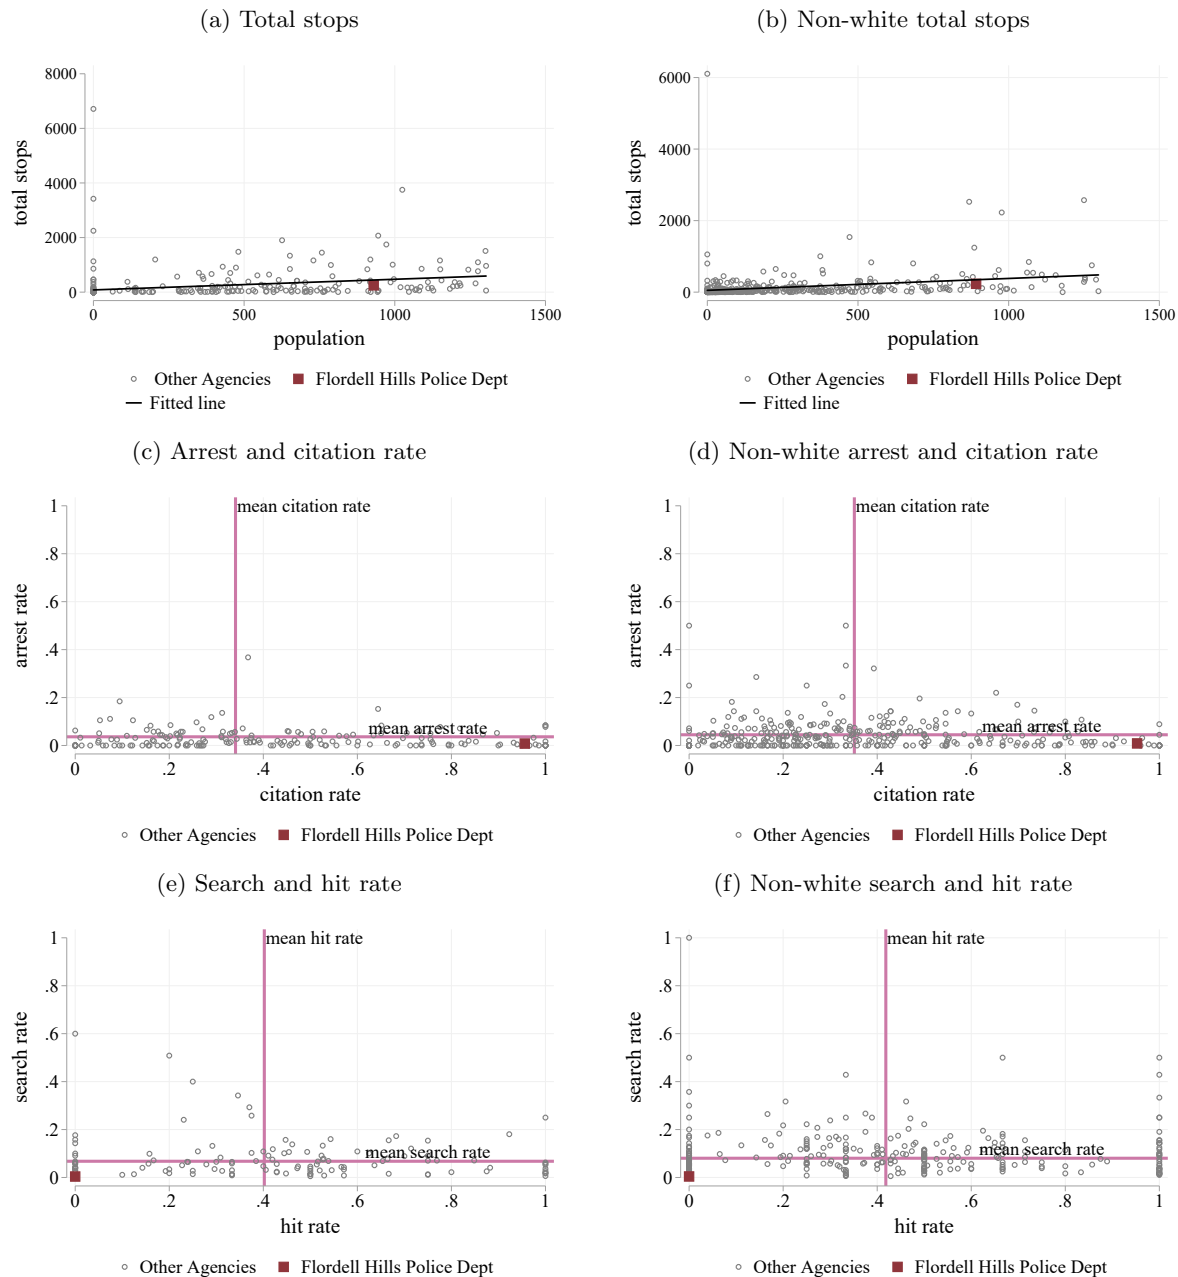 (a) Total stops
(b) Non-white total stops
total stops
8000
6000
4000
2000
0
0 500 1000 1500
population
Other Agencies Flordell Hills Police Dept
Fitted line
total stops
6000
4000
2000
0
0 500 1000 1500
population
Other Agencies Flordell Hills Police Dept
Fitted line
(c) Arrest and citation rate
(d) Non-white arrest and citation rate
arrest rate
1
.8
.6
.4
.2
0
mean citation rate
mean arrest rate
0 .2 .4 .6 .8 1
citation rate
Other Agencies Flordell Hills Police Dept
arrest rate
1
.8
.6
.4
.2
0
mean citation rate
mean arrest rate
0 .2 .4 .6 .8 1
citation rate
Other Agencies Flordell Hills Police Dept
(e) Search and hit rate
(f) Non-white search and hit rate
search rate
1
.8
.6
.4
.2
0
mean hit rate
mean search rate
0 .2 .4 .6 .8 1
hit rate
Other Agencies Flordell Hills Police Dept
search rate
1
.8
.6
.4
.2
0
mean hit rate
mean search rate
0 .2 .4 .6 .8 1
hit rate
Other Agencies Flordell Hills Police Dept